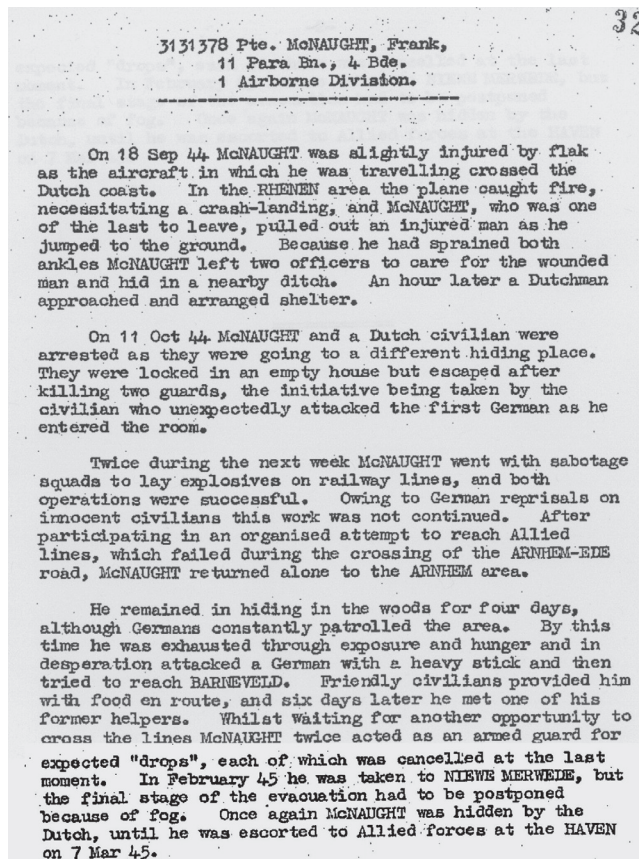 32
3131378 Pte. McNAUGHT, Frank,
11 Para Bn., 4 Bde.
1 Airborne Division.
On 18 Sep 44 McNAUGHT was slightly injured by flak
as the aircraft in which he was travelling crossed the
Dutch coast. In the RHENEN area the plane caught fire,
necessitating a crash-landing, and McNAUGHT, who was one
of the last to leave, pulled out an injured man as he
jumped to the ground. Because he had sprained both
ankles McNAUGHT left two officers to care for the wounded
man and hid in a nearby ditch. An hour later a Dutchman
approached and arranged shelter.
On 11 Oct 44 McNAUGHT and a Dutch civilian were
arrested as they were going to a different hiding place.
They were locked in an empty house but escaped after
killing two guards, the initiative being taken by the
civilian who unexpectedly attacked the first German as he
entered the room.
Twice during the next week McNAUGHT went with sabotage
squads to lay explosives on railway lines, and both
operations were successful. Owing to German reprisals on
innocent civilians this work was not continued. After
participating in an organised attempt to reach Allied
lines, which failed during the crossing of the ARNHEM-EDE
road, McNAUGHT returned alone to the ARNHEM area.
He remained in hiding in the woods for four days,
although Germans constantly patrolled the area. By this
time he was exhausted through exposure and hunger and in
desperation attacked a German with a heavy stick and then
tried to reach BARNEVELD. Friendly civilians provided him
with food en route, and six days later he met one of his
former helpers. Whilst waiting for another opportunity to
cross the lines McNAUGHT twice acted as an armed guard for
expected "drops", each of which was cancelled at the last
moment. In February 45 he was taken to NIEWE MERWEDE, but
the final stage of the evacuation had to be postponed
because of fog. Once again McNAUGHT was hidden by the
Dutch, until he was escorted to Allied forces at the HAVEN
on 7 Mar 45.